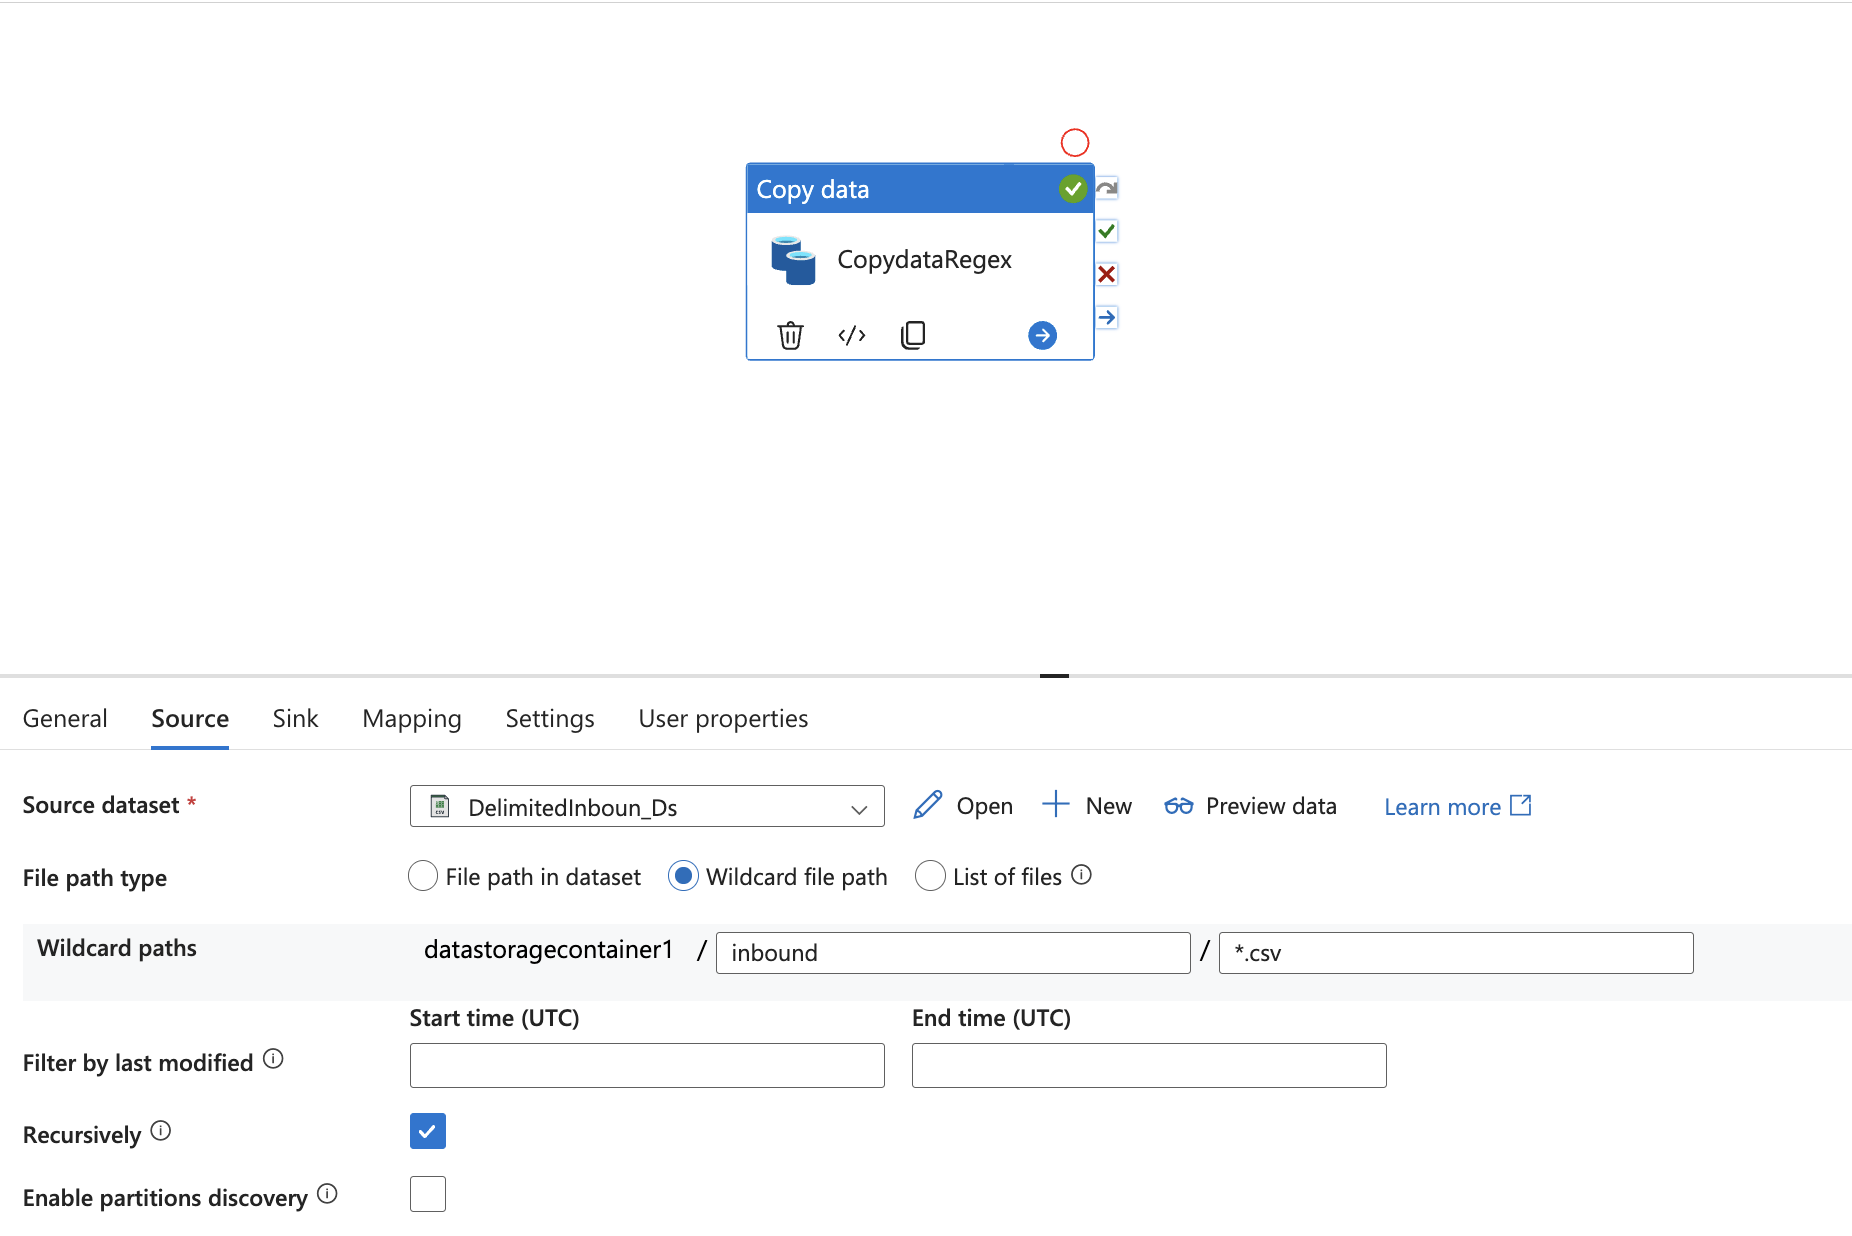 Copy data
CopydataRegex
General Source Sink Mapping Settings User properties
Source dataset * DelimitedInboun_Ds Open New Preview data Learn more
File path type File path in dataset Wildcard file path List of files
Wildcard paths datastoragecontainer1 / inbound / *.csv
Start time (UTC) End time (UTC)
Filter by last modified
Recursively
Enable partitions discovery